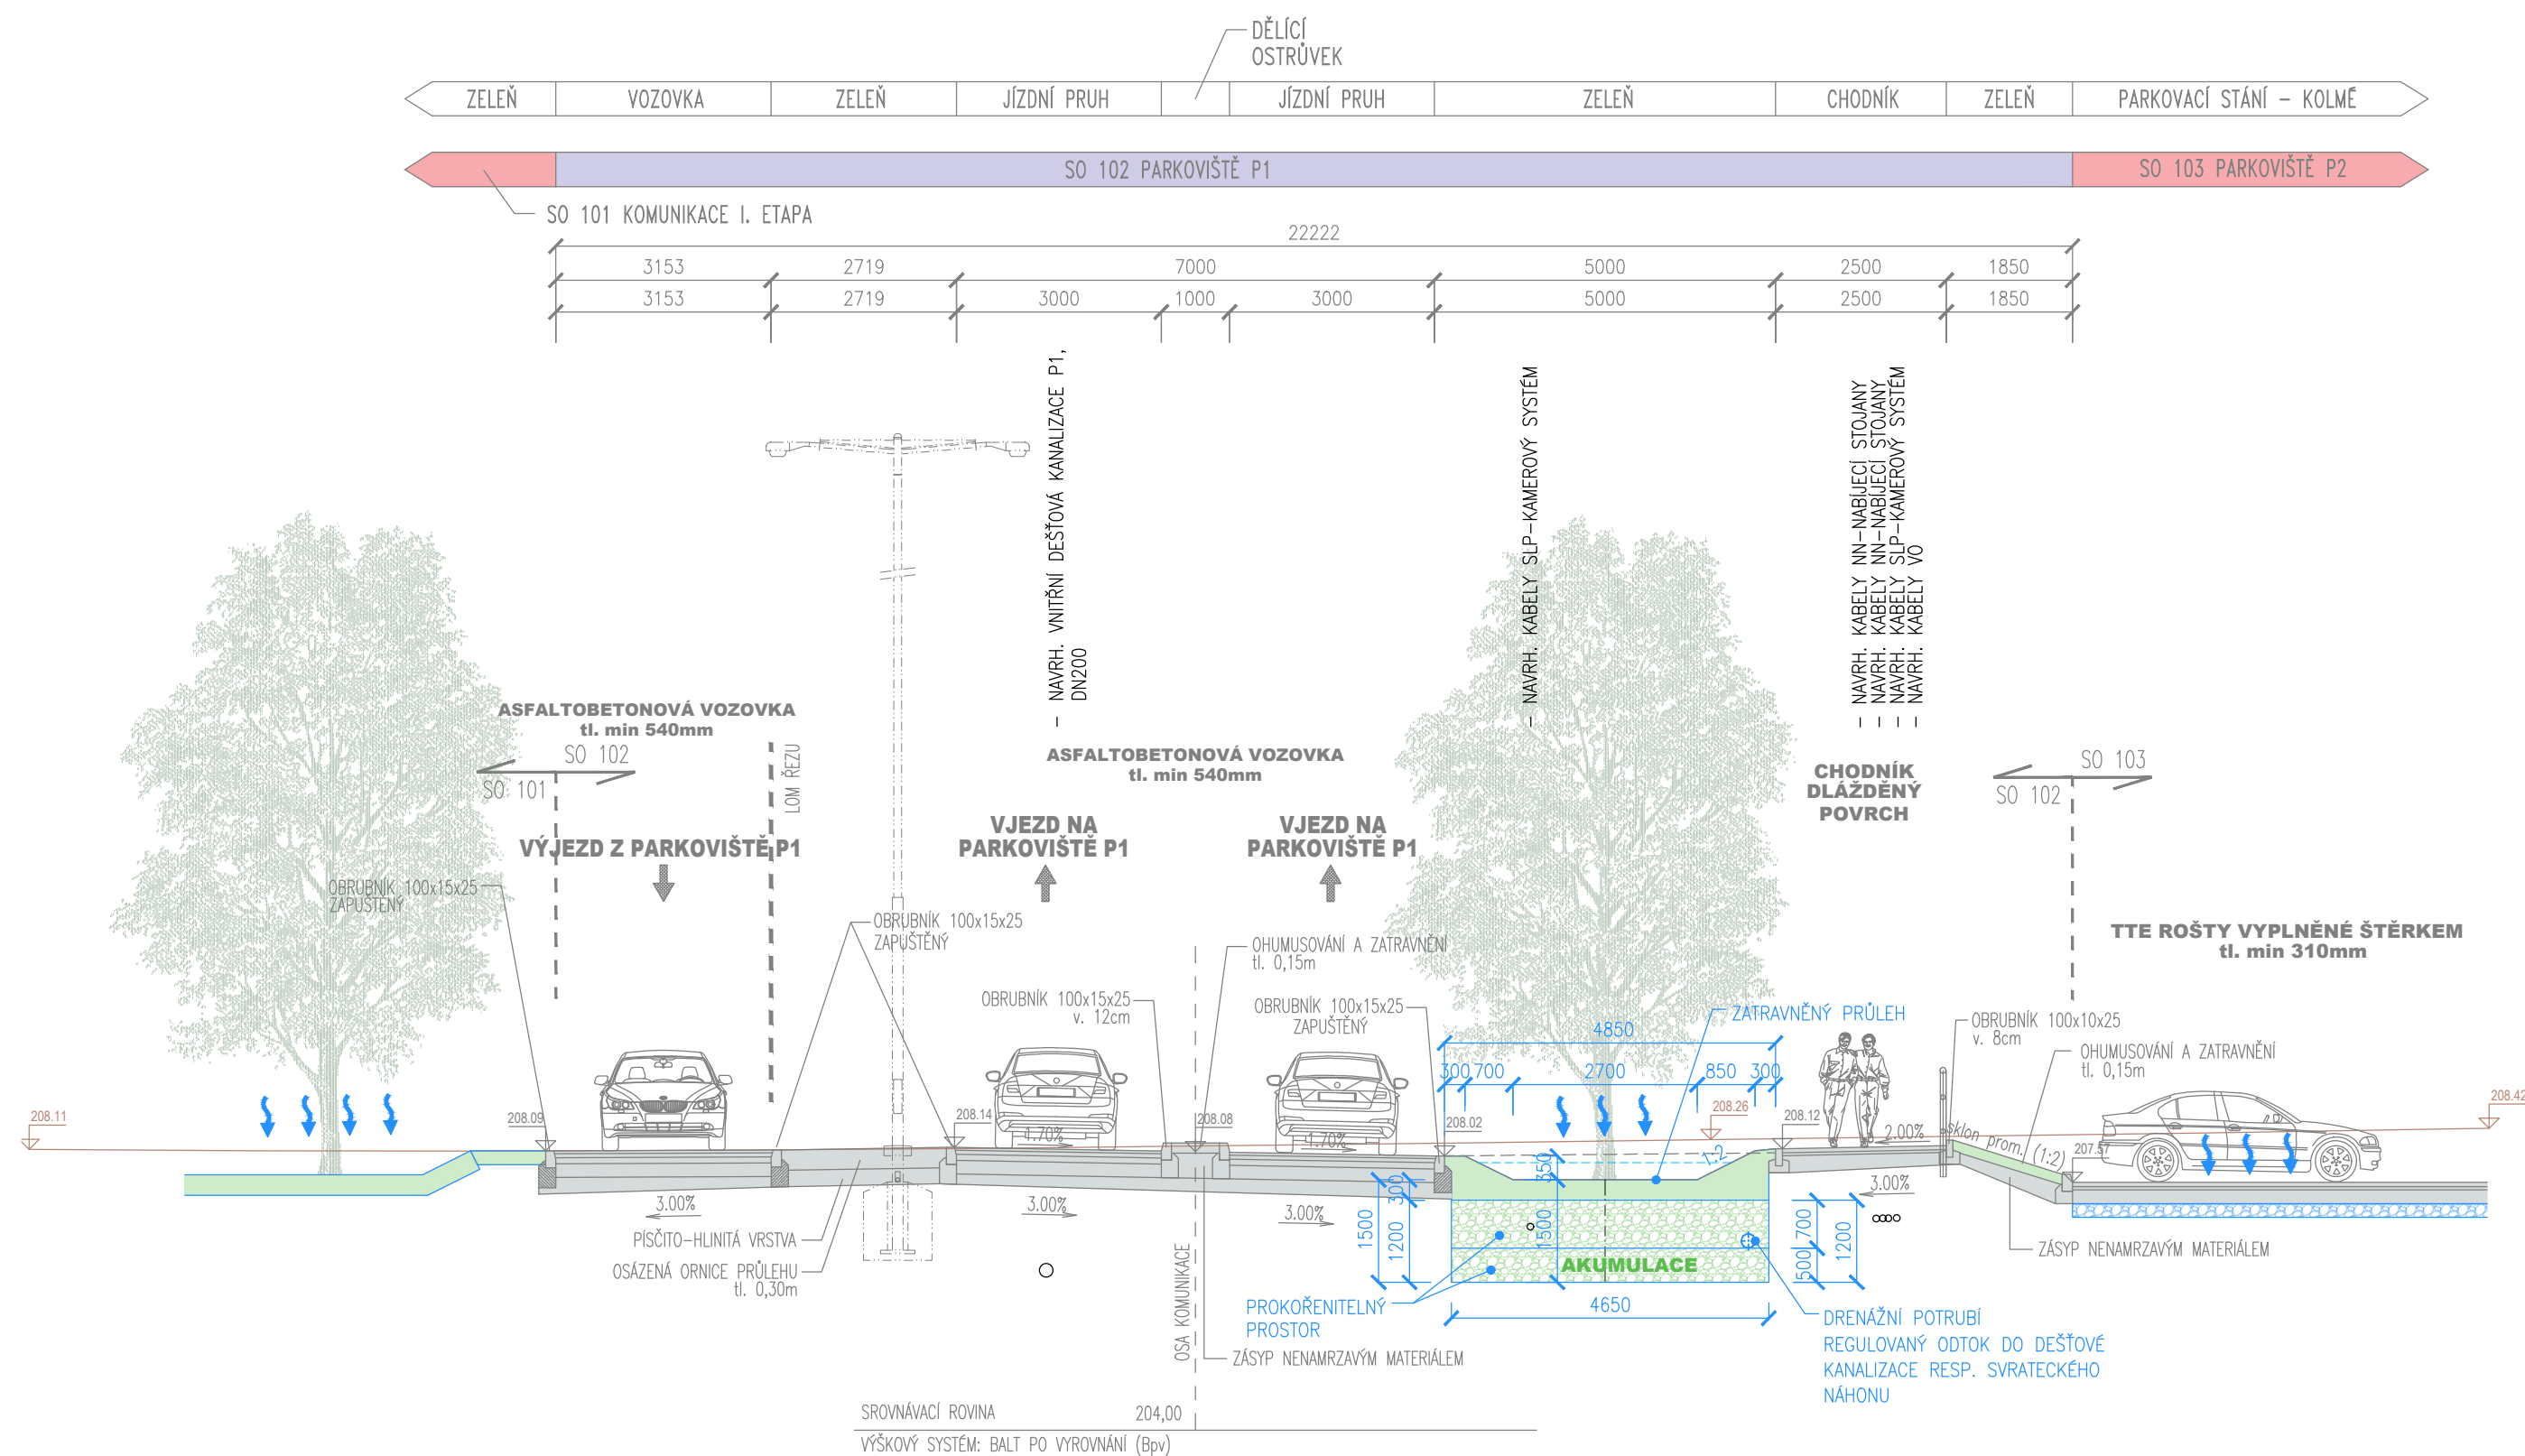 DĚLÍCÍ
OSTRŮVEK
ZELEŇ
VOZOVKA
ZELEŇ
JÍZDNÍ PRUH
JÍZDNÍ PRUH
ZELEŇ
CHODNÍK
ZELEŇ
PARKOVACÍ STÁNÍ – KOLMÉ
SO 102 PARKOVIŠTĚ P1
SO 103 PARKOVIŠTĚ P2
SO 101 KOMUNIKACE I. ETAPA
22222
3153
2719
7000
5000
2500
1850
3153
2719
3000
1000
3000
5000
2500
1850
– NAVRH. VNITŘNÍ DEŠŤOVÁ KANALIZACE P1,
DN200
– NAVRH. KABELY SLP–KAMEROVÝ SYSTÉM
– NAVRH. KABELY NN–NABÍJECÍ STOJANY
– NAVRH. KABELY NN–NABÍJECÍ STOJANY
– NAVRH. KABELY SLP–KAMEROVÝ SYSTÉM
– NAVRH. KABELY VO
ASFALTOBETONOVÁ VOZOVKA
tl. min 540mm
SO 102
SO 101
LOM ŘEZU
ASFALTOBETONOVÁ VOZOVKA
tl. min 540mm
CHODNÍK
DLÁŽDĚNÝ
POVRCH
SO 103
SO 102
VÝJEZD Z PARKOVIŠTĚ P1
VJEZD NA
PARKOVIŠTĚ P1
VJEZD NA
PARKOVIŠTĚ P1
OBRUBNÍK 100x15x25
ZAPUŠTĚNÝ
OBRUBNÍK 100x15x25
ZAPUŠTĚNÝ
OHUMUSOVÁNÍ A ZATRAVNĚNÍ
tl. 0,15m
TTE ROŠTY VYPLNĚNÉ ŠTĚRKEM
tl. min 310mm
OBRUBNÍK 100x15x25
v. 12cm
OBRUBNÍK 100x15x25
ZAPUŠTĚNÝ
ZATRAVNĚNÝ PRŮLEH
4850
OBRUBNÍK 100x10x25
v. 8cm
OHUMUSOVÁNÍ A ZATRAVNĚNÍ
tl. 0,15m
300
700
2700
850
300
208.11
208.09
208.14
208.08
208.02
208.26
208.12
208.42
1.70%
1.70%
2.00%
sklon prom. (1:2)
207.57
1:2
350
3.00%
3.00%
3.00%
3.00%
1500
300
1200
1500
700
500
1200
PÍSČITO–HLINITÁ VRSTVA
OSÁZENÁ ORNICE PRŮLEHU
tl. 0,30m
AKUMULACE
ZÁSYP NENAMRZAVÝM MATERIÁLEM
4650
PROKOŘENITELNÝ
PROSTOR
DRENÁŽNÍ POTRUBÍ
REGULOVANÝ ODTOK DO DEŠŤOVÉ
KANALIZACE RESP. SVRATECKÉHO
NÁHONU
OSA KOMUNIKACE
ZÁSYP NENAMRZAVÝM MATERIÁLEM
SROVNÁVACÍ ROVINA 204,00
VÝŠKOVÝ SYSTÉM: BALT PO VYROVNÁNÍ (Bpv)